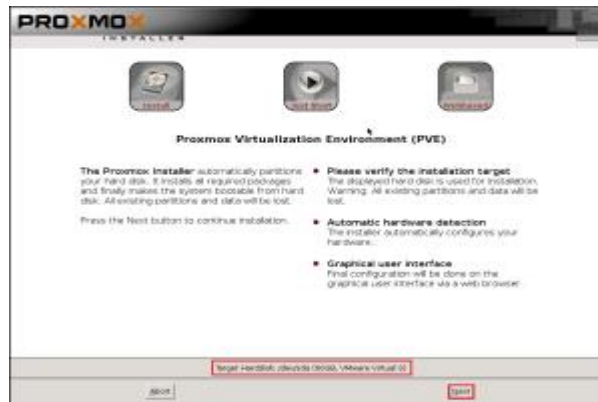 PROXMOX
INSTALLER
Install
Proxmox Virtualization Environment (PVE)
The Proxmox Installer automatically partitions
your hard disk. It installs all required packages
and finally makes the system bootable from hard
disk. All existing partitions and data will be lost.
Press the Next button to continue installation.
• Please verify the installation target
The displayed hard disk is used for installation.
Warning: All existing partitions and data will be
lost.
• Automatic hardware detection
The installer automatically configures your
hardware.
• Graphical user interface
Final configuration will be done on the
graphical user interface via a web browser.
Target Harddisk: VMware Virtual
Abort
Next